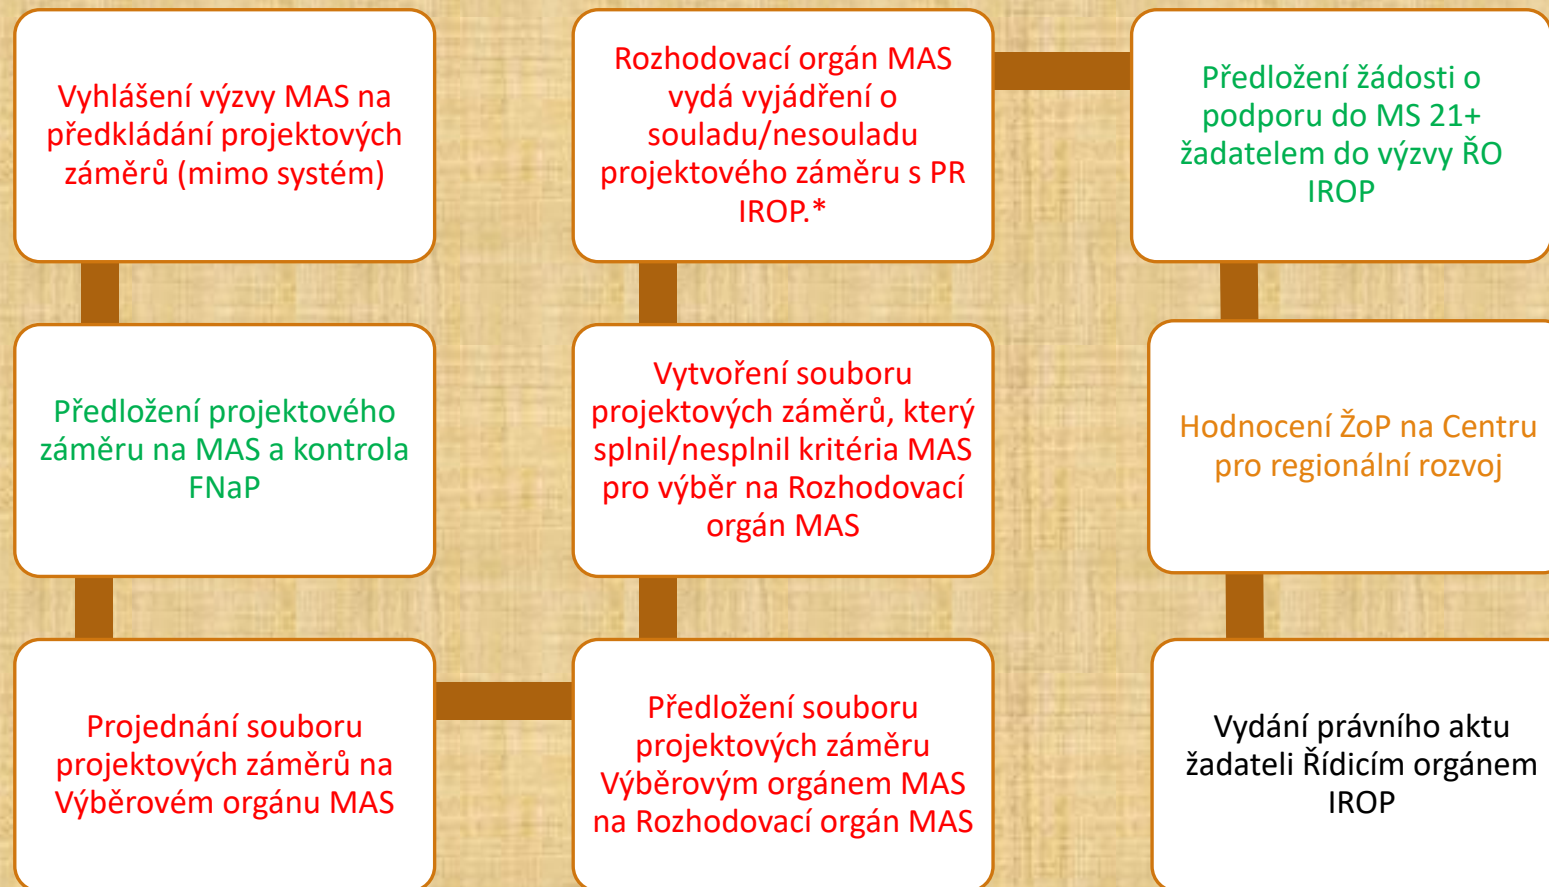 Vyhlášení výzvy MAS na
předkládání projektových
záměrů (mimo systém)
Předložení projektového
záměru na MAS a kontrola
FNaP
Projednání souboru
projektových záměrů na
Výběrovém orgánu MAS
Předložení souboru
projektových záměru
Výběrovým orgánem MAS
na Rozhodovací orgán MAS
Vytvoření souboru
projektových záměrů, který
splnil/nesplnil kritéria MAS
pro výběr na Rozhodovací
orgán MAS
Rozhodovací orgán MAS
vydá vyjádření o
souladu/nesouladu
projektového záměru s PR
IROP.*
Předložení žádosti o
podporu do MS 21+
žadatelem do výzvy ŘO
IROP
Hodnocení ŽoP na Centru
pro regionální rozvoj
Vydání právního aktu
žadateli Řídicím orgánem
IROP